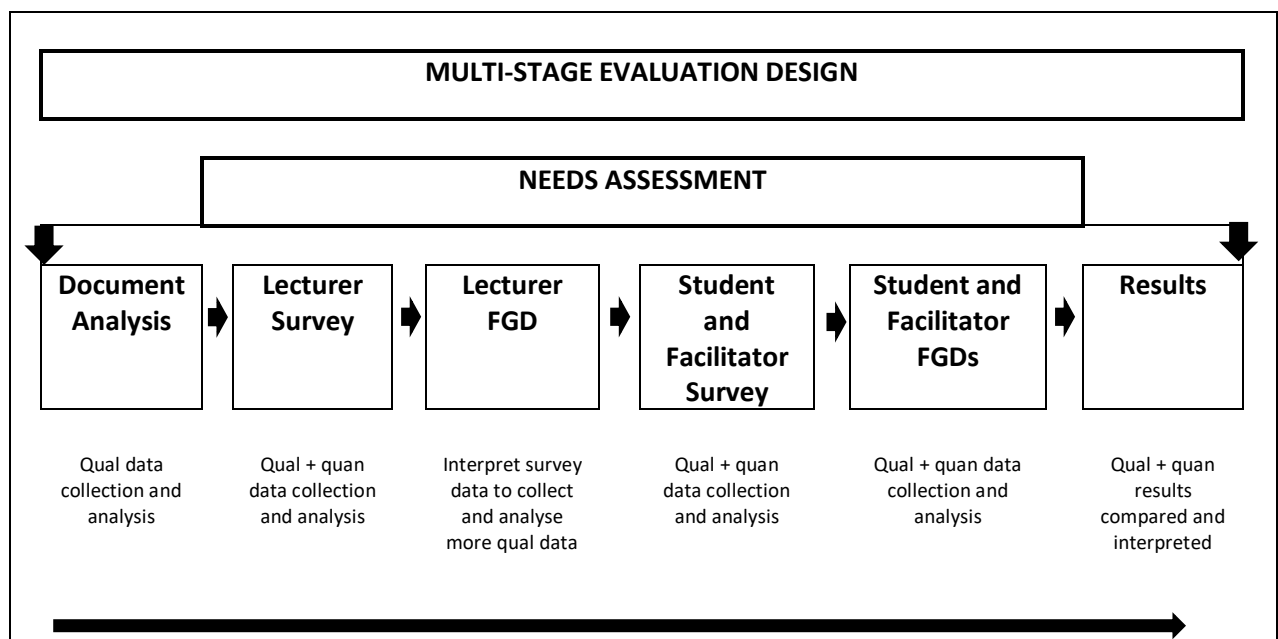 MULTI-STAGE EVALUATION DESIGN
NEEDS ASSESSMENT
Document
Analysis
Lecturer
Survey
Lecturer
FGD
Student
and
Facilitator
Survey
Student and
Facilitator
FGDs
Results
Qual data
collection and
analysis
Qual + quan
data collection
and analysis
Interpret survey
data to collect
and analyse
more qual data
Qual + quan
data collection
and analysis
Qual + quan data
collection and
analysis
Qual + quan
results
compared and
interpreted